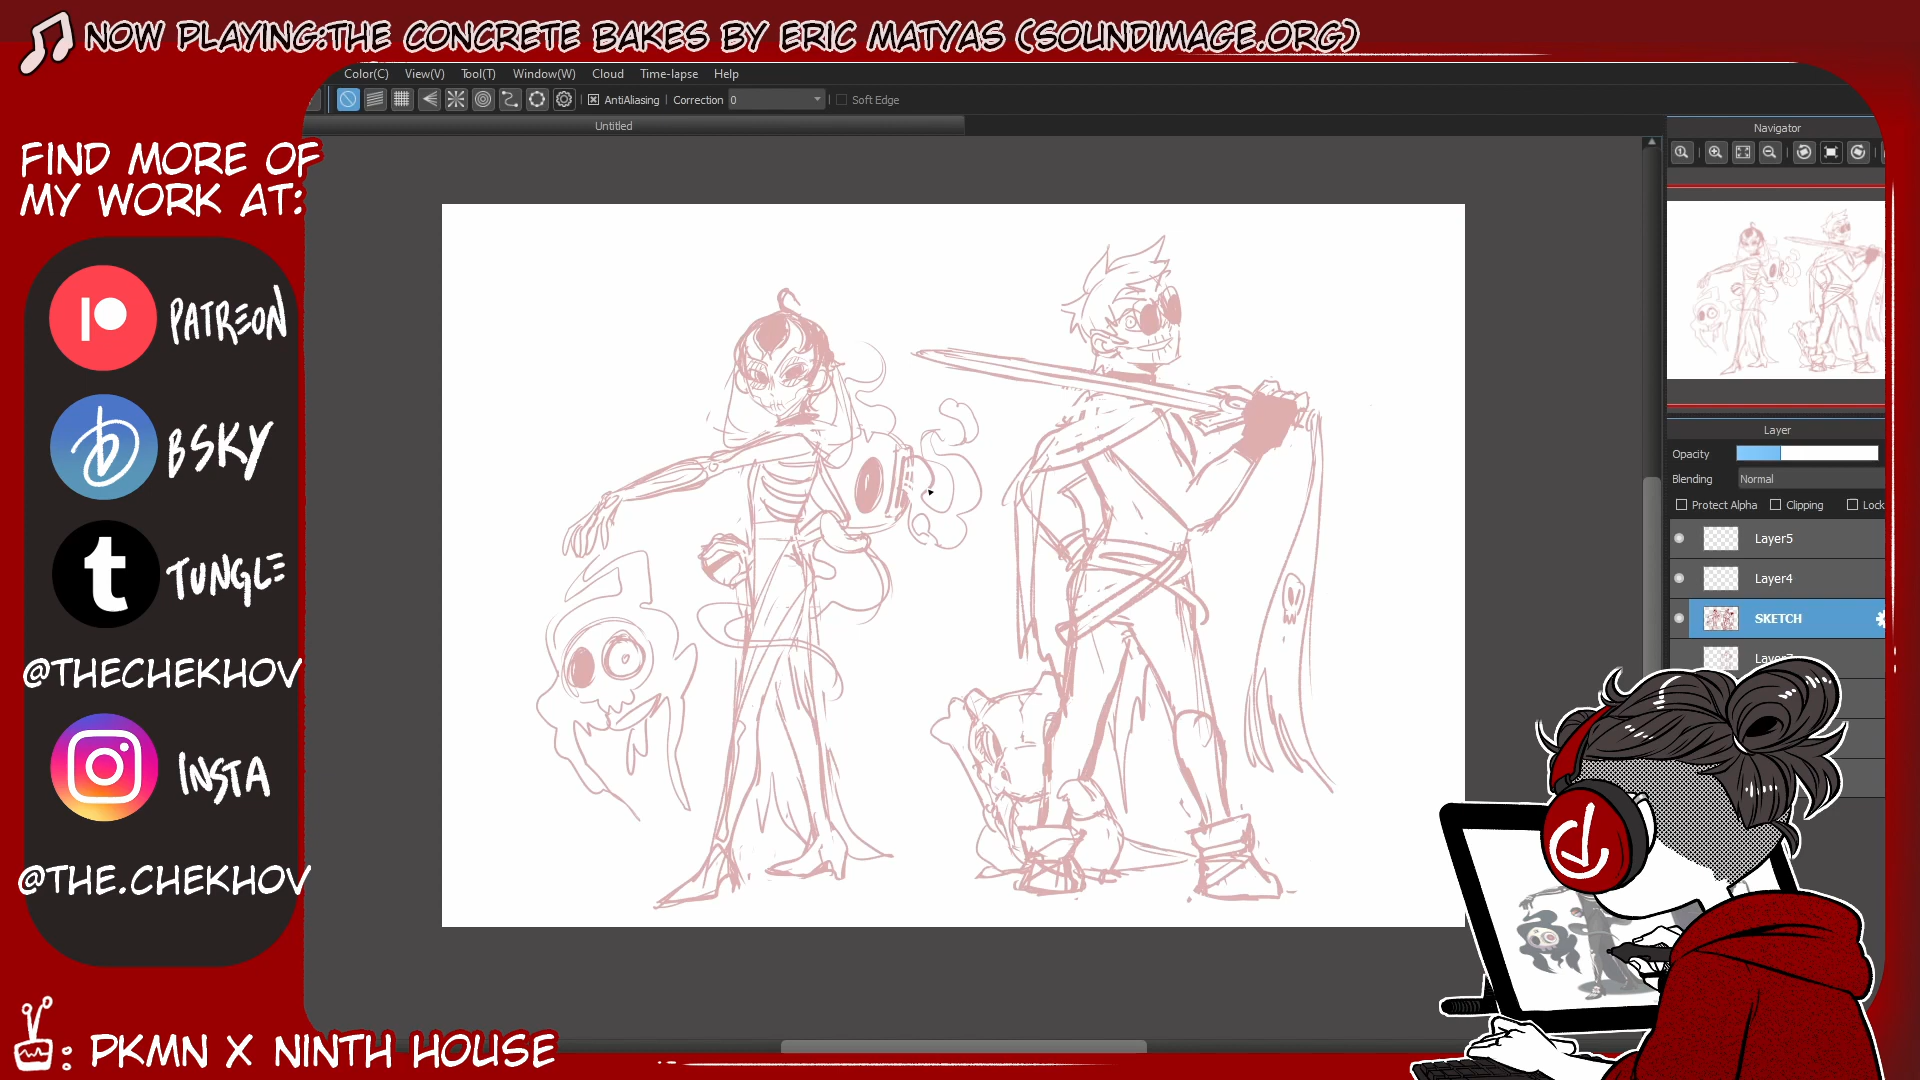 NOW PLAYING:THE CONCRETE BAKES BY ERIC MATYAS (SOUNDIMAGE.ORG)
Color(C) View(V) Tool(T) Window(W) Cloud Time-lapse Help
AntiAliasing Correction 0 Soft Edge
Untitled
Navigator
FIND MORE OF
MY WORK AT:
PATREON
BSKY
TUNGLE
@THECHEKHOV
INSTA
@THE.CHEKHOV
Layer
Opacity
Blending Normal
Protect Alpha Clipping Lock
Layer5
Layer4
SKETCH
: PKMN X NINTH HOUSE